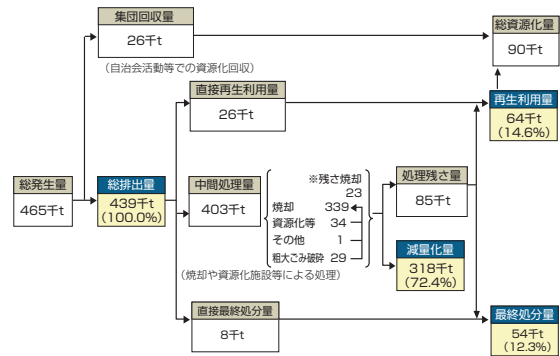 集団回収量
26千t
（自治会活動等での資源化回収）
総資源化量
90千t
直接再生利用量
26千t
再生利用量
64千t
（14.6%）
総発生量
465千t
総排出量
439千t
（100.0%）
中間処理量
403千t
※残さ焼却
23
焼却 339
資源化等 34
その他 1
粗大ごみ破砕 29
（焼却や資源化施設等による処理）
処理残さ量
85千t
減量化量
318千t
（72.4%）
直接最終処分量
8千t
最終処分量
54千t
（12.3%）